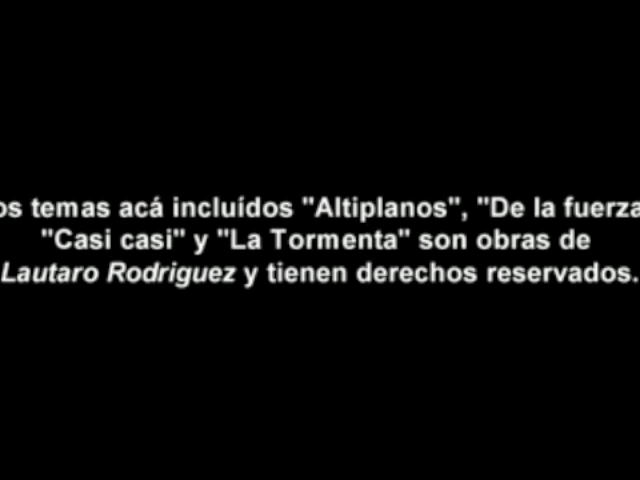 os temas acá incluídos "Altiplanos", "De la fuerza
"Casi casi" y "La Tormenta" son obras de
Lautaro Rodriguez y tienen derechos reservados.